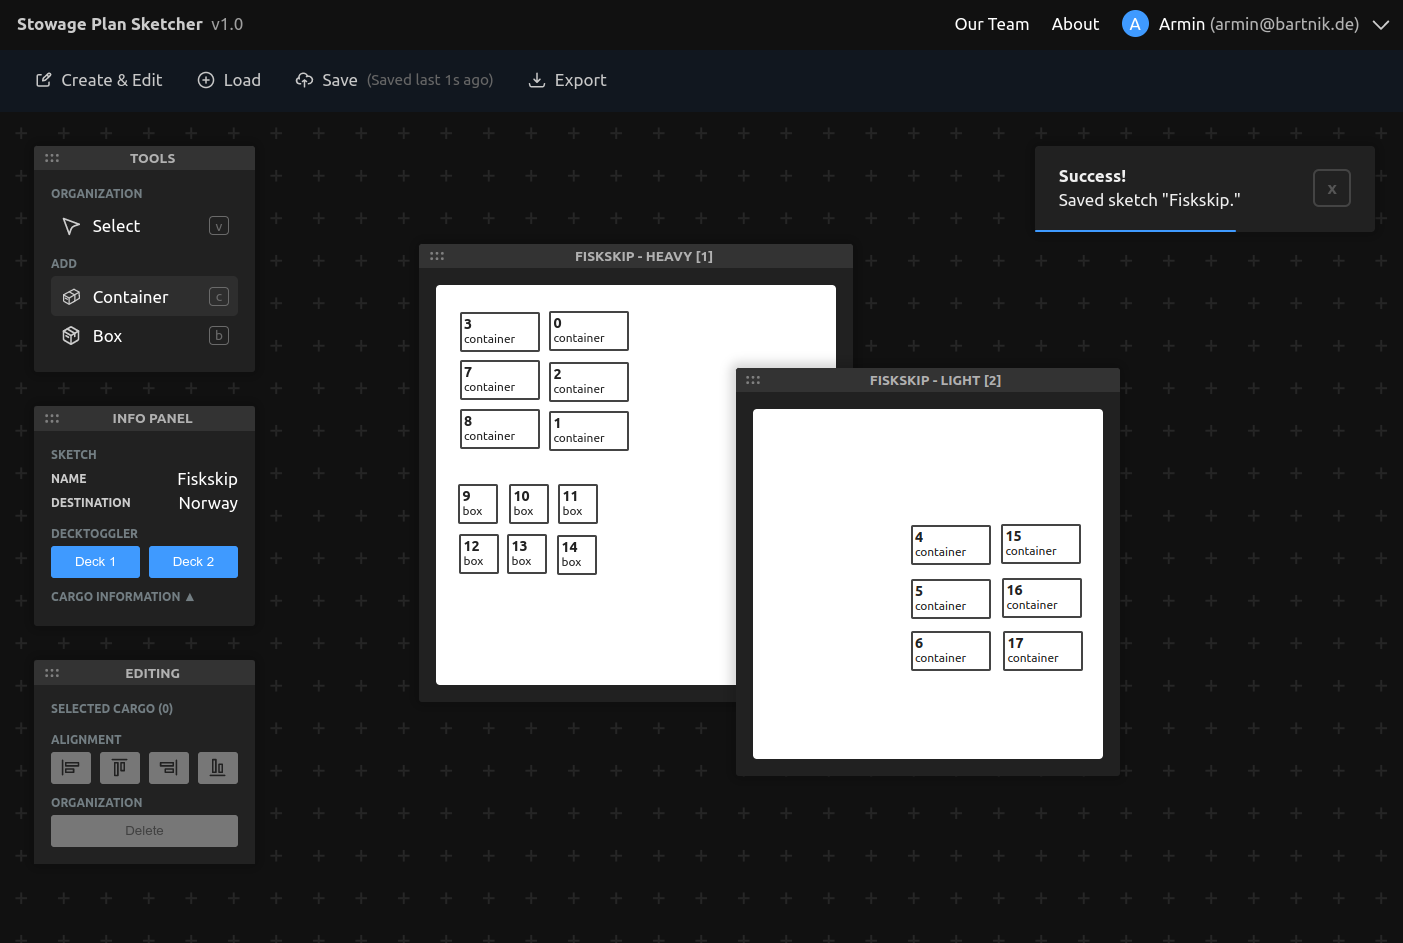 Stowage Plan Sketcher v1.0
Our Team About A Armin (armin@bartnik.de)
Create & Edit Load Save (Saved last 1s ago) Export
TOOLS
ORGANIZATION
Select v
ADD
Container c
Box b
INFO PANEL
SKETCH
NAME Fiskskip
DESTINATION Norway
DECKTOGGLER
Deck 1 Deck 2
CARGO INFORMATION ▲
EDITING
SELECTED CARGO (0)
ALIGNMENT
ORGANIZATION
Delete
FISKSKIP - HEAVY [1]
3 0
container container
7 2
container container
8 1
container container
9 10 11
box box box
12 13 14
box box box
FISKSKIP - LIGHT [2]
4 15
container container
5 16
container container
6 17
container container
Success!
Saved sketch "Fiskskip."
x